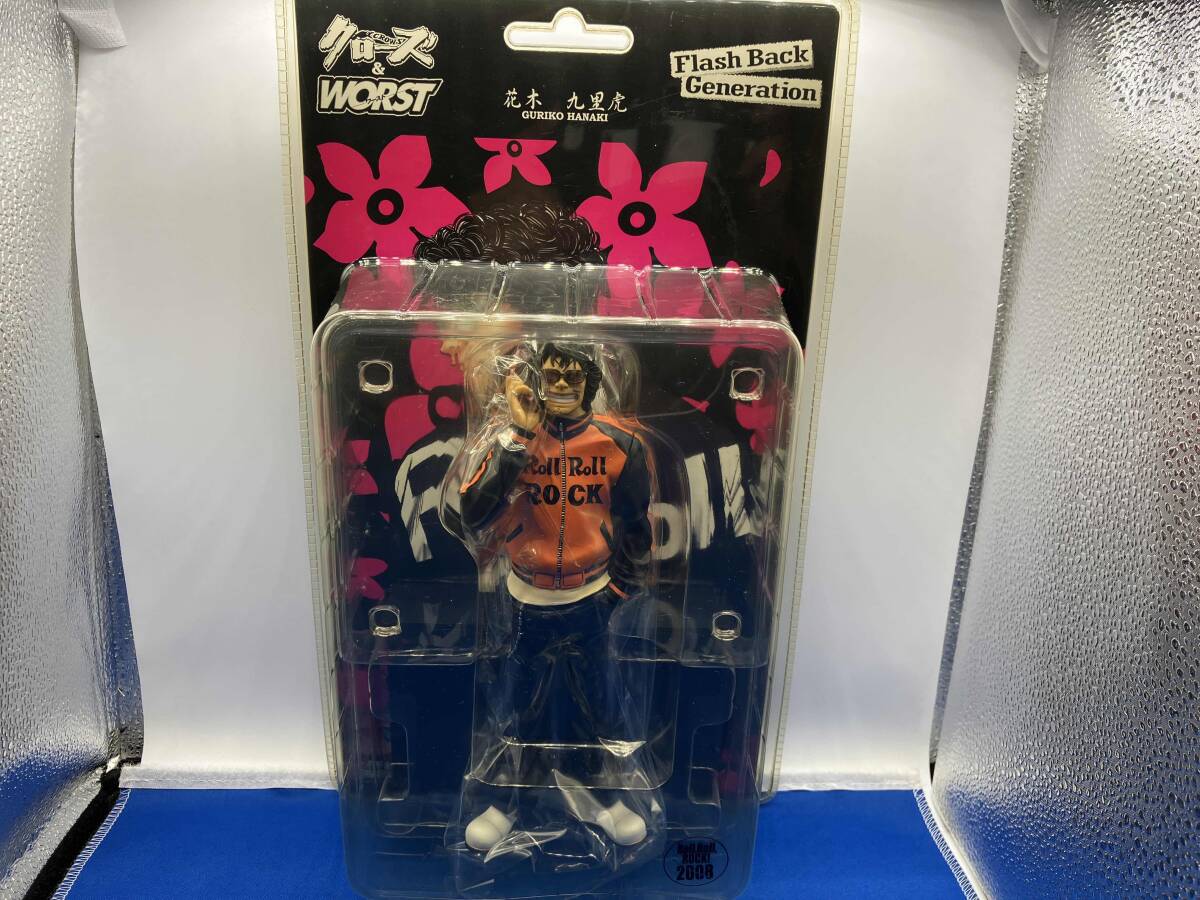 クローズ
CROWS
&
WORST
花木 九里虎
GURIKO HANAKI
Flash Back
Generation
Roll Roll
ROCK
Roll Roll
ROCK!
2008